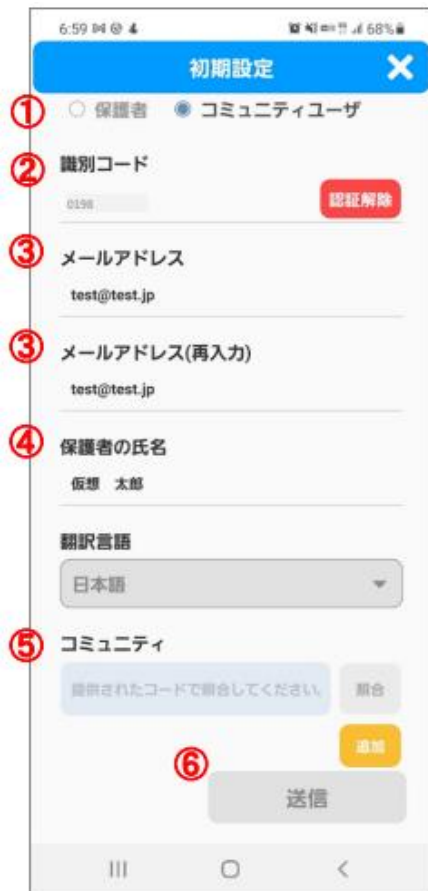 6:59 68%
初期設定 ×
① 保護者 コミュニティユーザ
② 識別コード
0198 認証解除
③ メールアドレス
test@test.jp
③ メールアドレス(再入力)
test@test.jp
④ 保護者の氏名
仮想 太郎
翻訳言語
日本語
⑤ コミュニティ
提供されたコードで照合してください。 照合
追加
⑥ 送信